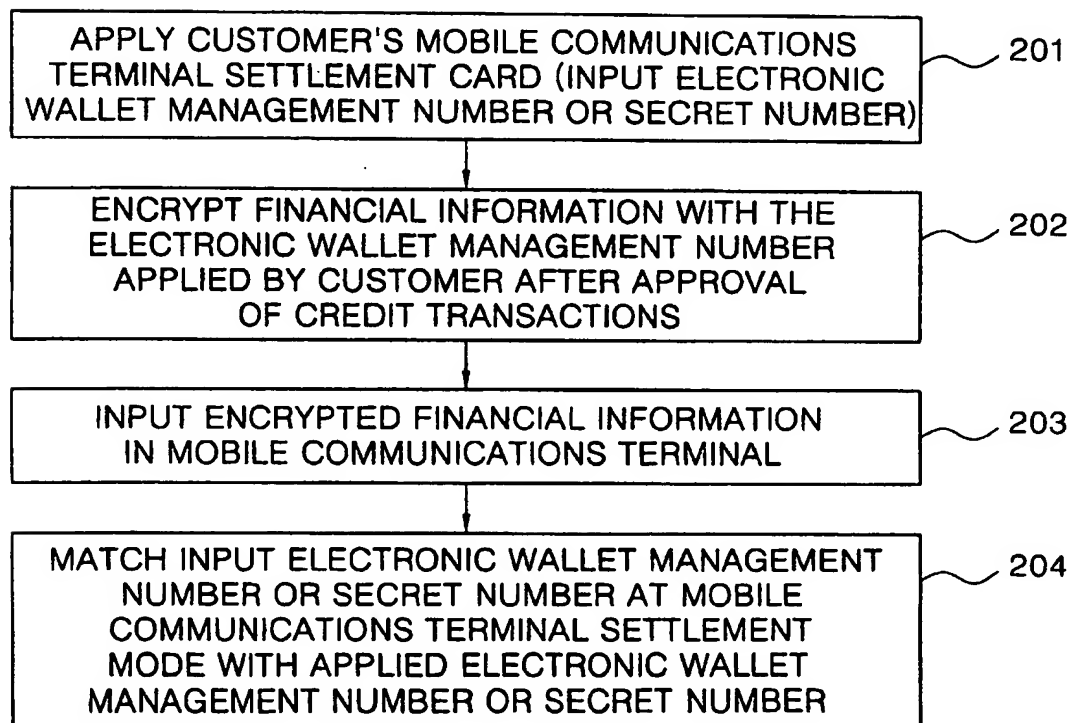 APPLY CUSTOMER'S MOBILE COMMUNICATIONS
TERMINAL SETTLEMENT CARD (INPUT ELECTRONIC
WALLET MANAGEMENT NUMBER OR SECRET NUMBER)
201
ENCRYPT FINANCIAL INFORMATION WITH THE
ELECTRONIC WALLET MANAGEMENT NUMBER
APPLIED BY CUSTOMER AFTER APPROVAL
OF CREDIT TRANSACTIONS
202
INPUT ENCRYPTED FINANCIAL INFORMATION
IN MOBILE COMMUNICATIONS TERMINAL
203
MATCH INPUT ELECTRONIC WALLET MANAGEMENT
NUMBER OR SECRET NUMBER AT MOBILE
COMMUNICATIONS TERMINAL SETTLEMENT
MODE WITH APPLIED ELECTRONIC WALLET
MANAGEMENT NUMBER OR SECRET NUMBER
204